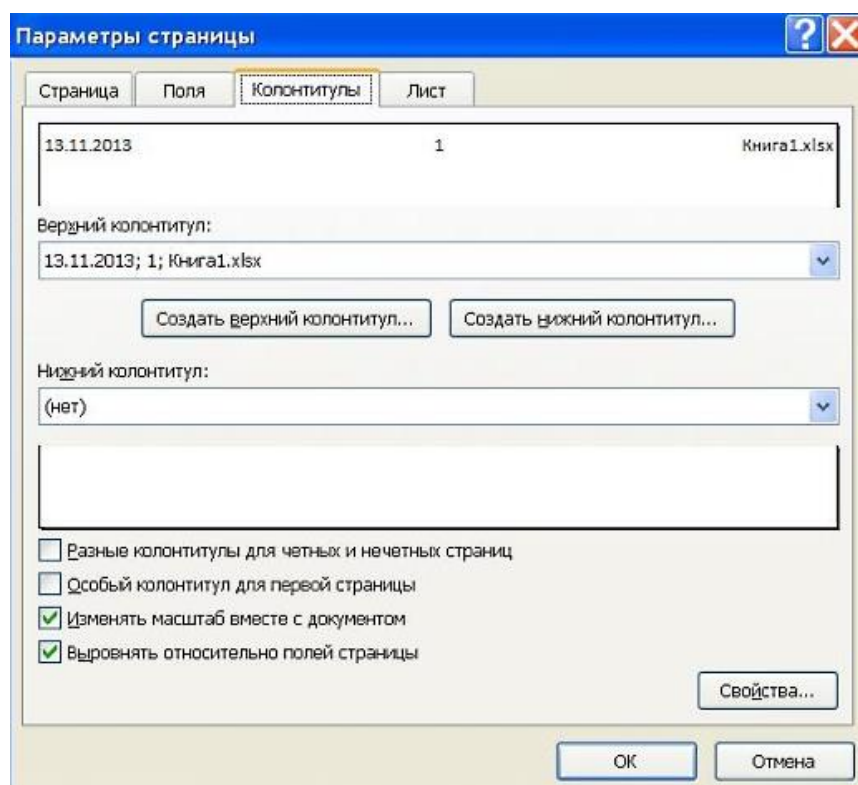 Параметры страницы
Страница Поля Колонтитулы Лист
13.11.2013 1 Книга1.xlsx
Верхний колонтитул:
13.11.2013; 1; Книга1.xlsx
Создать верхний колонтитул... Создать нижний колонтитул...
Нижний колонтитул:
(нет)
Разные колонтитулы для четных и нечетных страниц
Особый колонтитул для первой страницы
Изменять масштаб вместе с документом
Выровнять относительно полей страницы
Свойства...
ОК Отмена